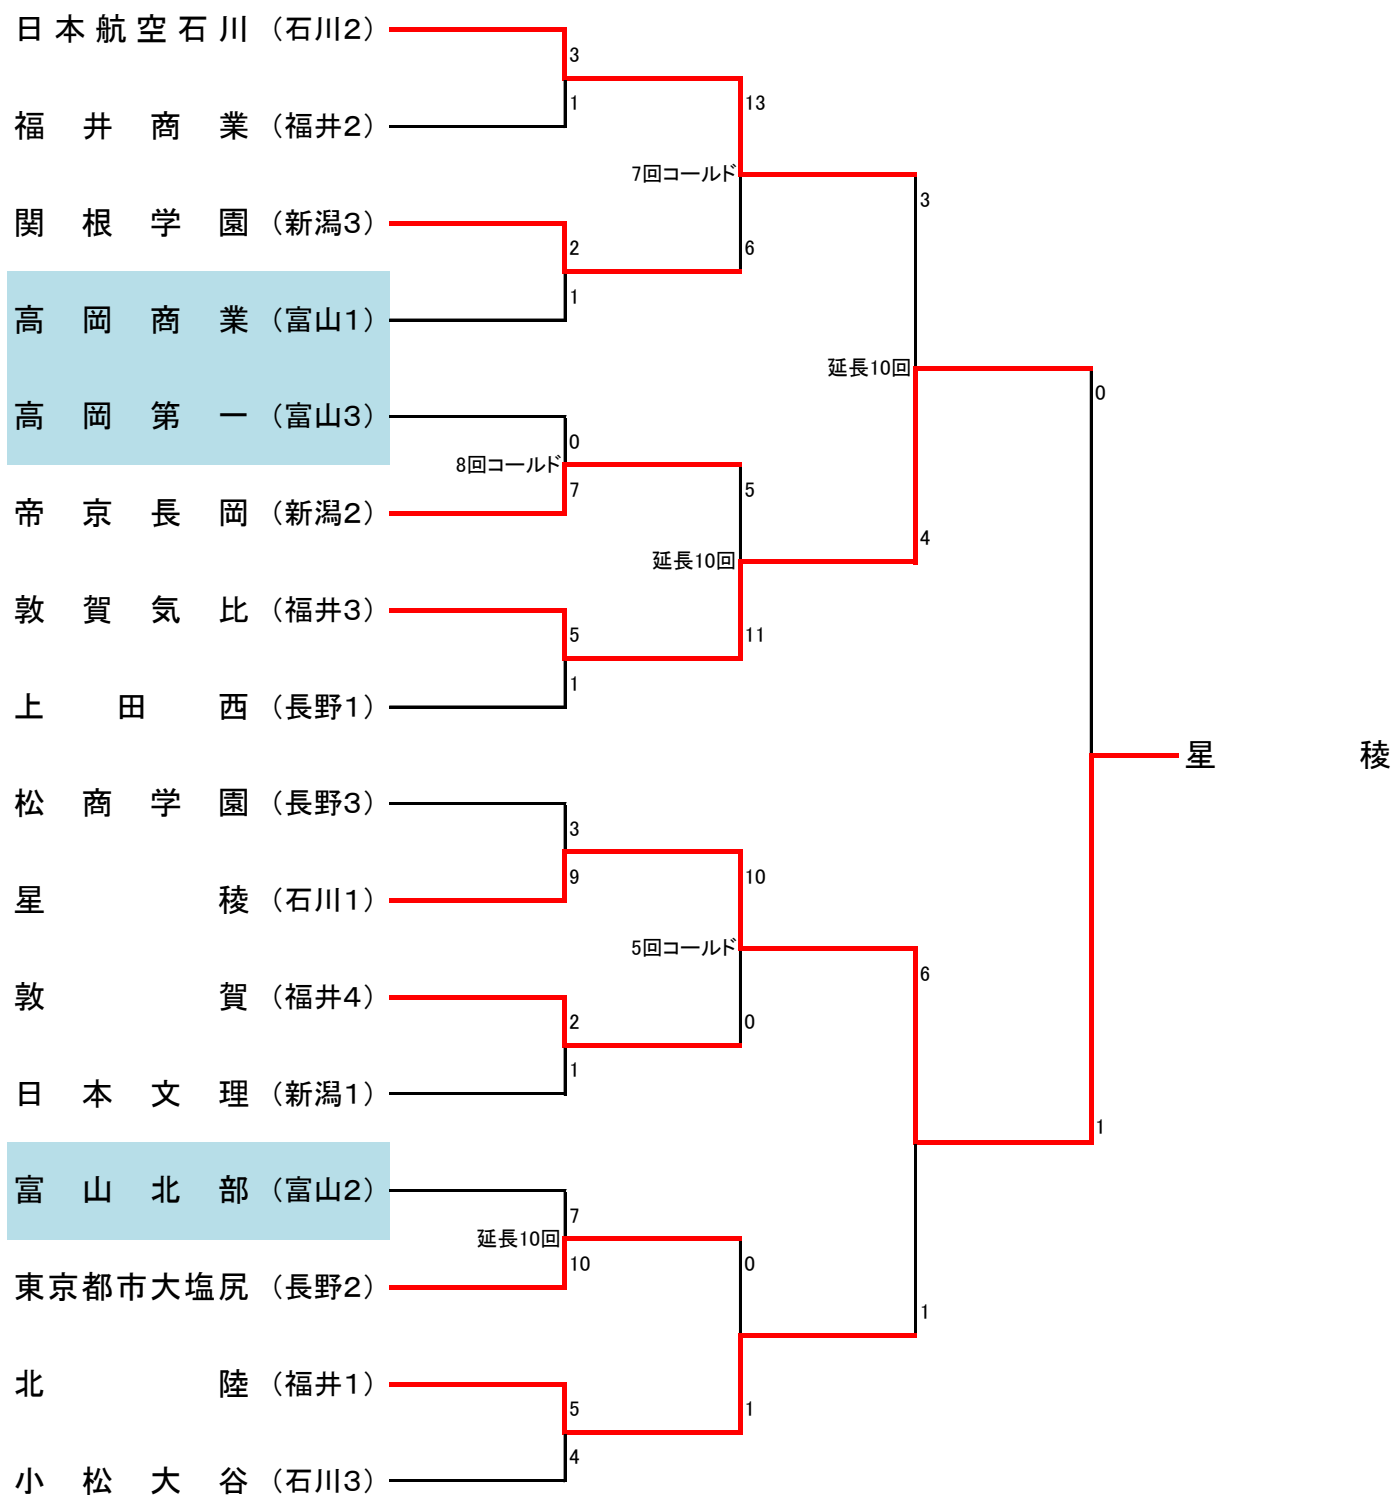 日本航空石川（石川２）
3
1
福井商業（福井２）
13
7回コールド
3
関根学園（新潟３）
2
6
1
高岡商業（富山１）
延長10回
0
高岡第一（富山３）
0
8回コールド
7
5
帝京長岡（新潟２）
4
延長10回
敦賀気比（福井３）
5
11
1
上田西（長野１）
星稜
松商学園（長野３）
3
9
10
星稜（石川１）
5回コールド
6
敦賀（福井４）
2
0
1
日本文理（新潟１）
1
富山北部（富山２）
7
延長10回
10
0
東京都市大塩尻（長野２）
1
北陸（福井１）
5
1
4
小松大谷（石川３）